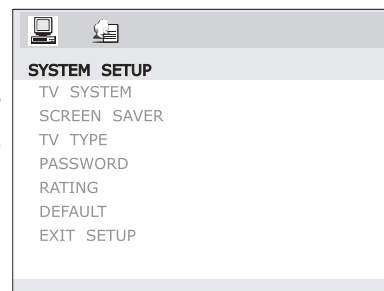 SYSTEM SETUP
TV SYSTEM
SCREEN SAVER
TV TYPE
PASSWORD
RATING
DEFAULT
EXIT SETUP